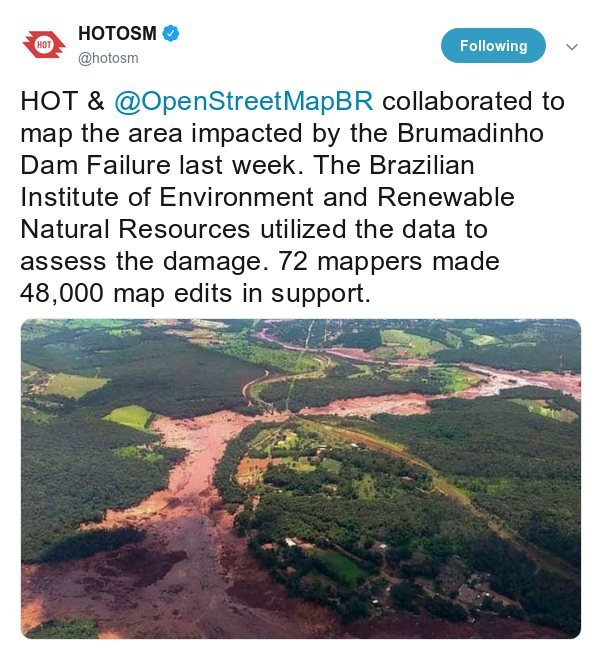 HOT
HOTOSM
@hotosm
Following
HOT & @OpenStreetMapBR collaborated to
map the area impacted by the Brumadinho
Dam Failure last week. The Brazilian
Institute of Environment and Renewable
Natural Resources utilized the data to
assess the damage. 72 mappers made
48,000 map edits in support.